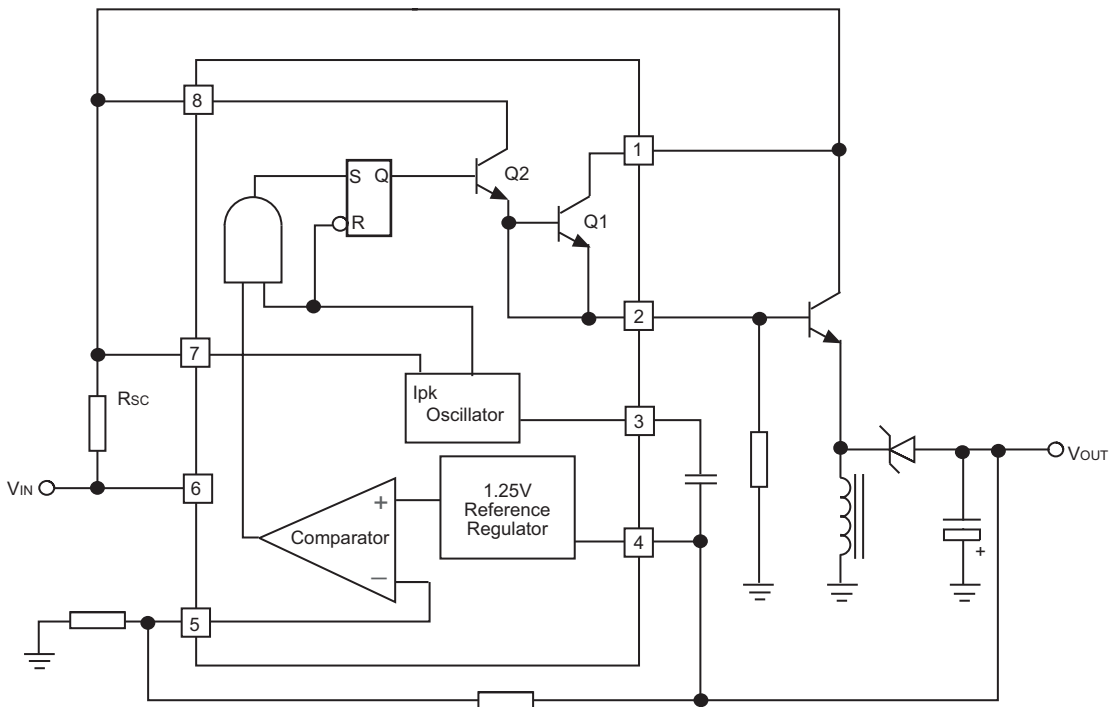 8
1
S Q
Q2
R
Q1
2
7
Ipk
Oscillator
RSC
3
VIN
6
1.25V
Reference
Regulator
VOUT
+
Comparator
4
−
+
5